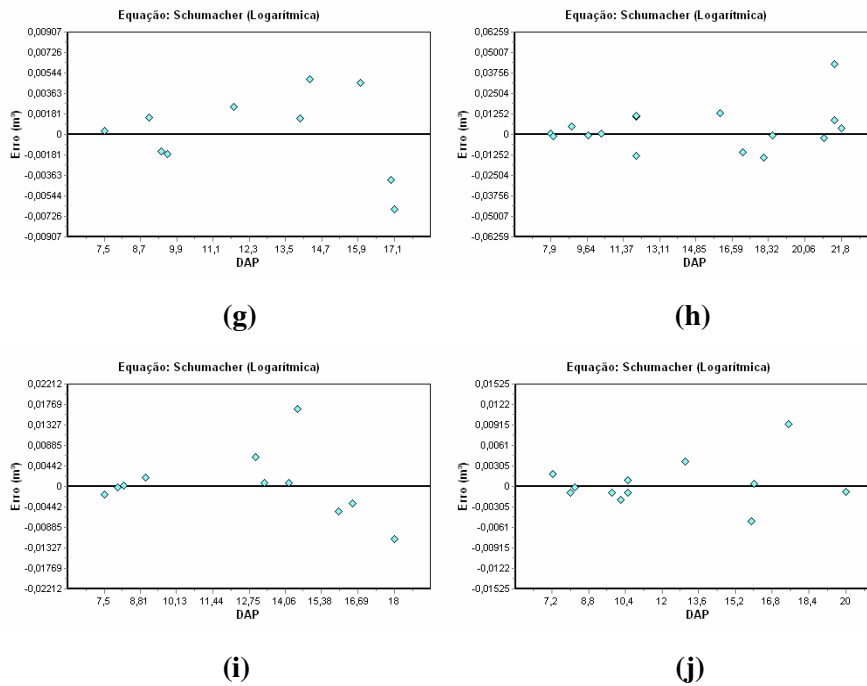 Equação: Schumacher (Logarítmica)
0,00907
0,00726
0,00544
0,00363
0,00181
0
-0,00181
-0,00363
-0,00544
-0,00726
-0,00907
Erro (m³)
7,5 8,7 9,9 11,1 12,3 13,5 14,7 15,9 17,1
DAP
(g)
Equação: Schumacher (Logarítmica)
0,06259
0,05007
0,03756
0,02504
0,01252
0
-0,01252
-0,02504
-0,03756
-0,05007
-0,06259
Erro (m³)
7,9 9,64 11,37 13,11 14,85 16,59 18,32 20,06 21,8
DAP
(h)
Equação: Schumacher (Logarítmica)
0,02212
0,01769
0,01327
0,00885
0,00442
0
-0,00442
-0,00885
-0,01327
-0,01769
-0,02212
Erro (m³)
7,5 8,81 10,13 11,44 12,75 14,06 15,38 16,69 18
DAP
(i)
Equação: Schumacher (Logarítmica)
0,01525
0,0122
0,00915
0,0061
0,00305
0
-0,00305
-0,0061
-0,00915
-0,0122
-0,01525
Erro (m³)
7,2 8,8 10,4 12 13,6 15,2 16,8 18,4 20
DAP
(j)